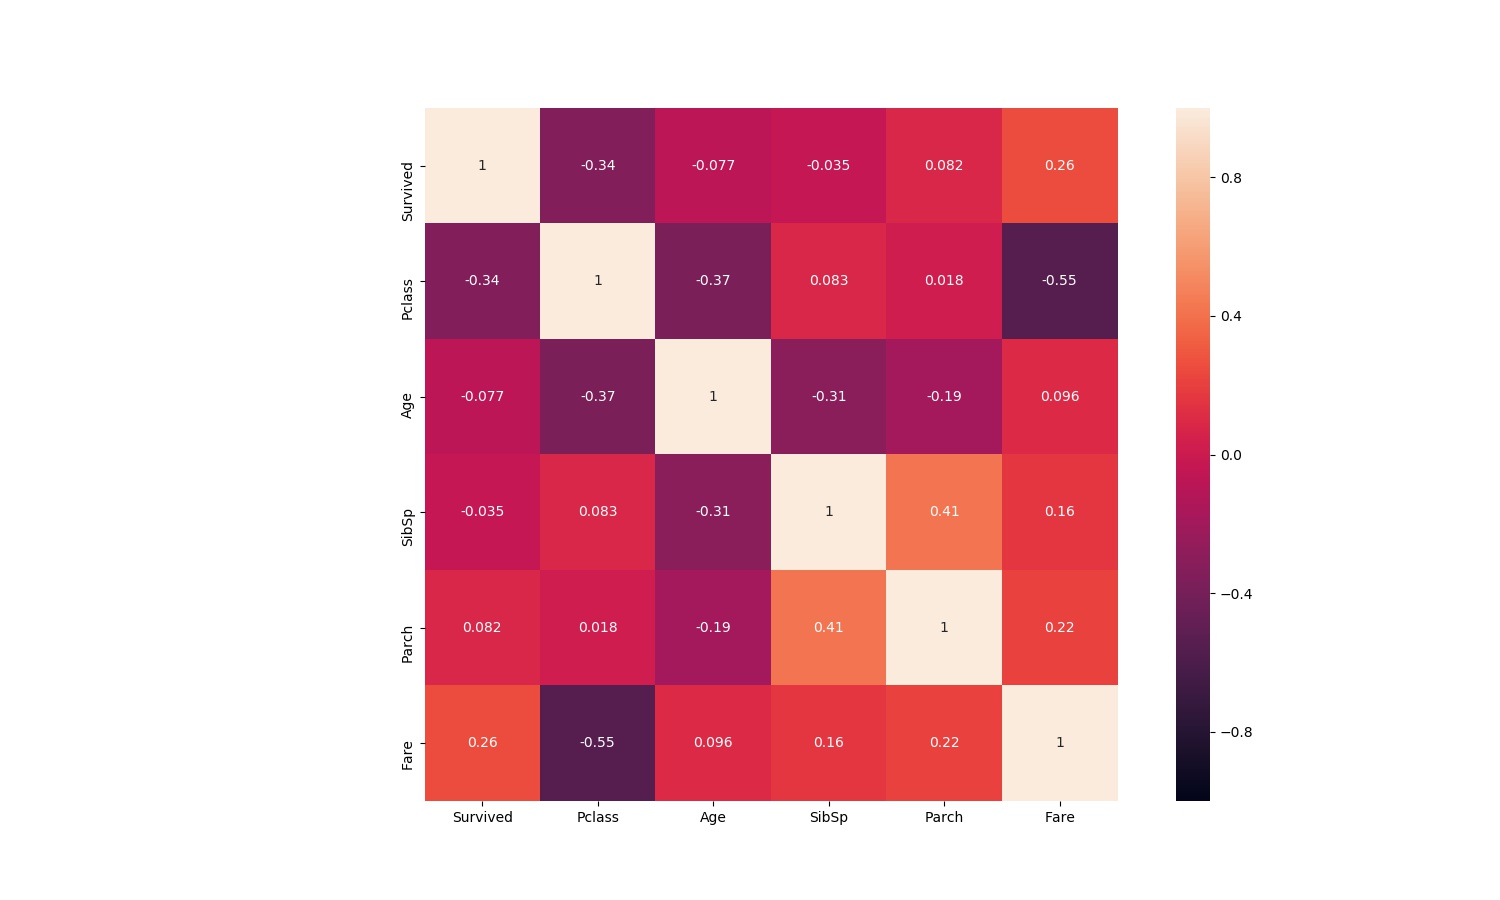 Survived 1 -0.34 -0.077 -0.035 0.082 0.26
Pclass -0.34 1 -0.37 0.083 0.018 -0.55
Age -0.077 -0.37 1 -0.31 -0.19 0.096
SibSp -0.035 0.083 -0.31 1 0.41 0.16
Parch 0.082 0.018 -0.19 0.41 1 0.22
Fare 0.26 -0.55 0.096 0.16 0.22 1
Survived Pclass Age SibSp Parch Fare
0.8
0.4
0.0
−0.4
−0.8